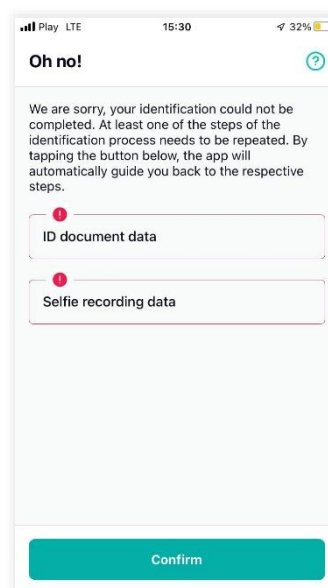 Play LTE 15:30 32%
Oh no! ?
We are sorry, your identification could not be
completed. At least one of the steps of the
identification process needs to be repeated. By
tapping the button below, the app will
automatically guide you back to the respective
steps.
!
ID document data
!
Selfie recording data
Confirm